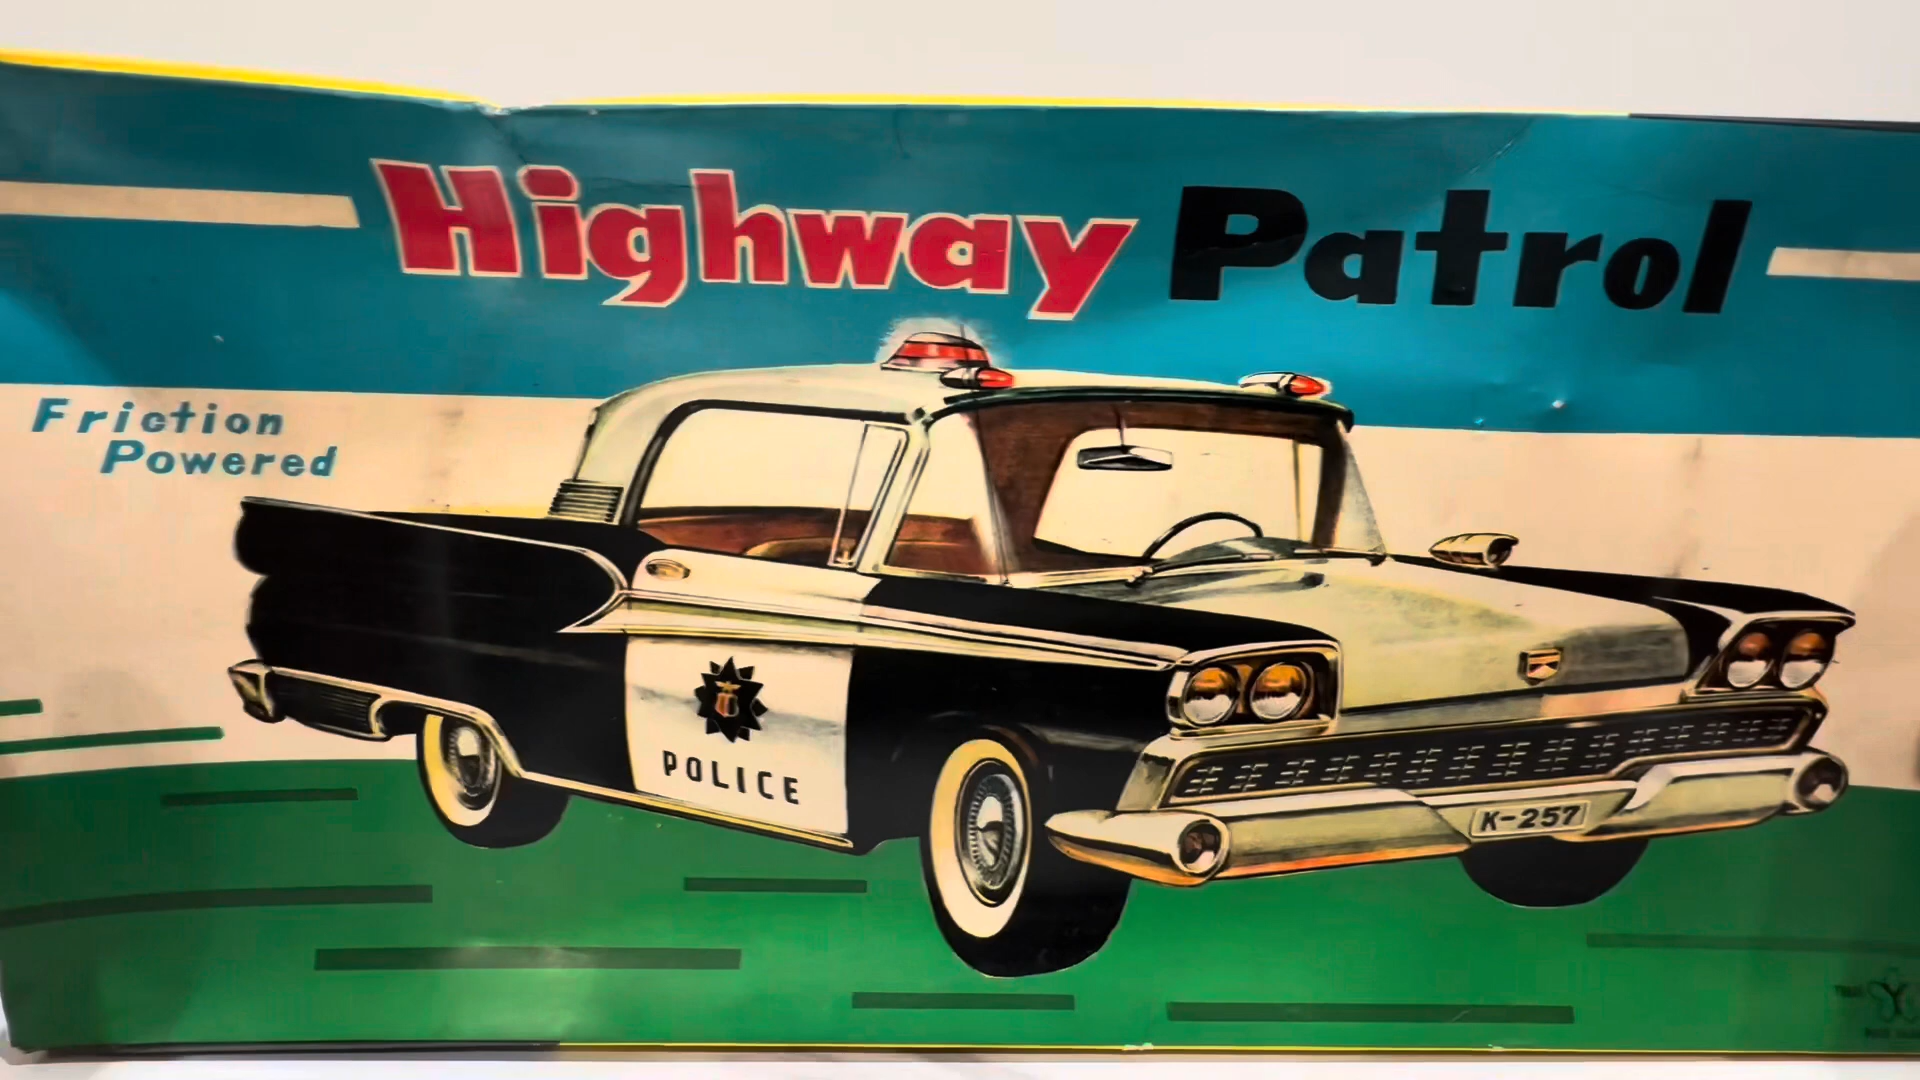 Highway Patrol
Friction
Powered
POLICE
K-257